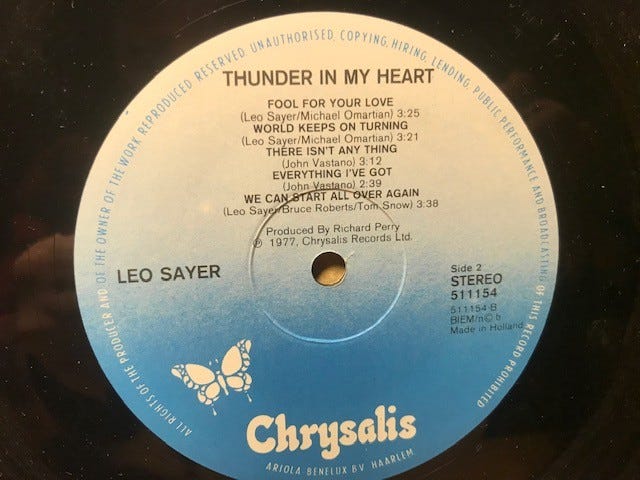 ALL RIGHTS OF THE PRODUCER AND OF THE OWNER OF THE WORK REPRODUCED RESERVED. UNAUTHORISED, COPYING, HIRING, LENDING, PUBLIC PERFORMANCE AND BROADCASTING OF THIS RECORD PROHIBITED
THUNDER IN MY HEART
FOOL FOR YOUR LOVE
(Leo Sayer/Michael Omartian) 3:25
WORLD KEEPS ON TURNING
(Leo Sayer/Michael Omartian) 3:21
THERE ISN'T ANY THING
(John Vastano) 3:12
EVERYTHING I'VE GOT
(John Vastano) 2:39
WE CAN START ALL OVER AGAIN
(Leo Sayer/Bruce Roberts/Tom Snow) 3:38
Produced By Richard Perry
℗ 1977, Chrysalis Records Ltd.
LEO SAYER
Side 2
STEREO
511154
511154 B
BIEM/n©b
Made in Holland
Chrysalis
ARIOLA BENELUX BV HAARLEM